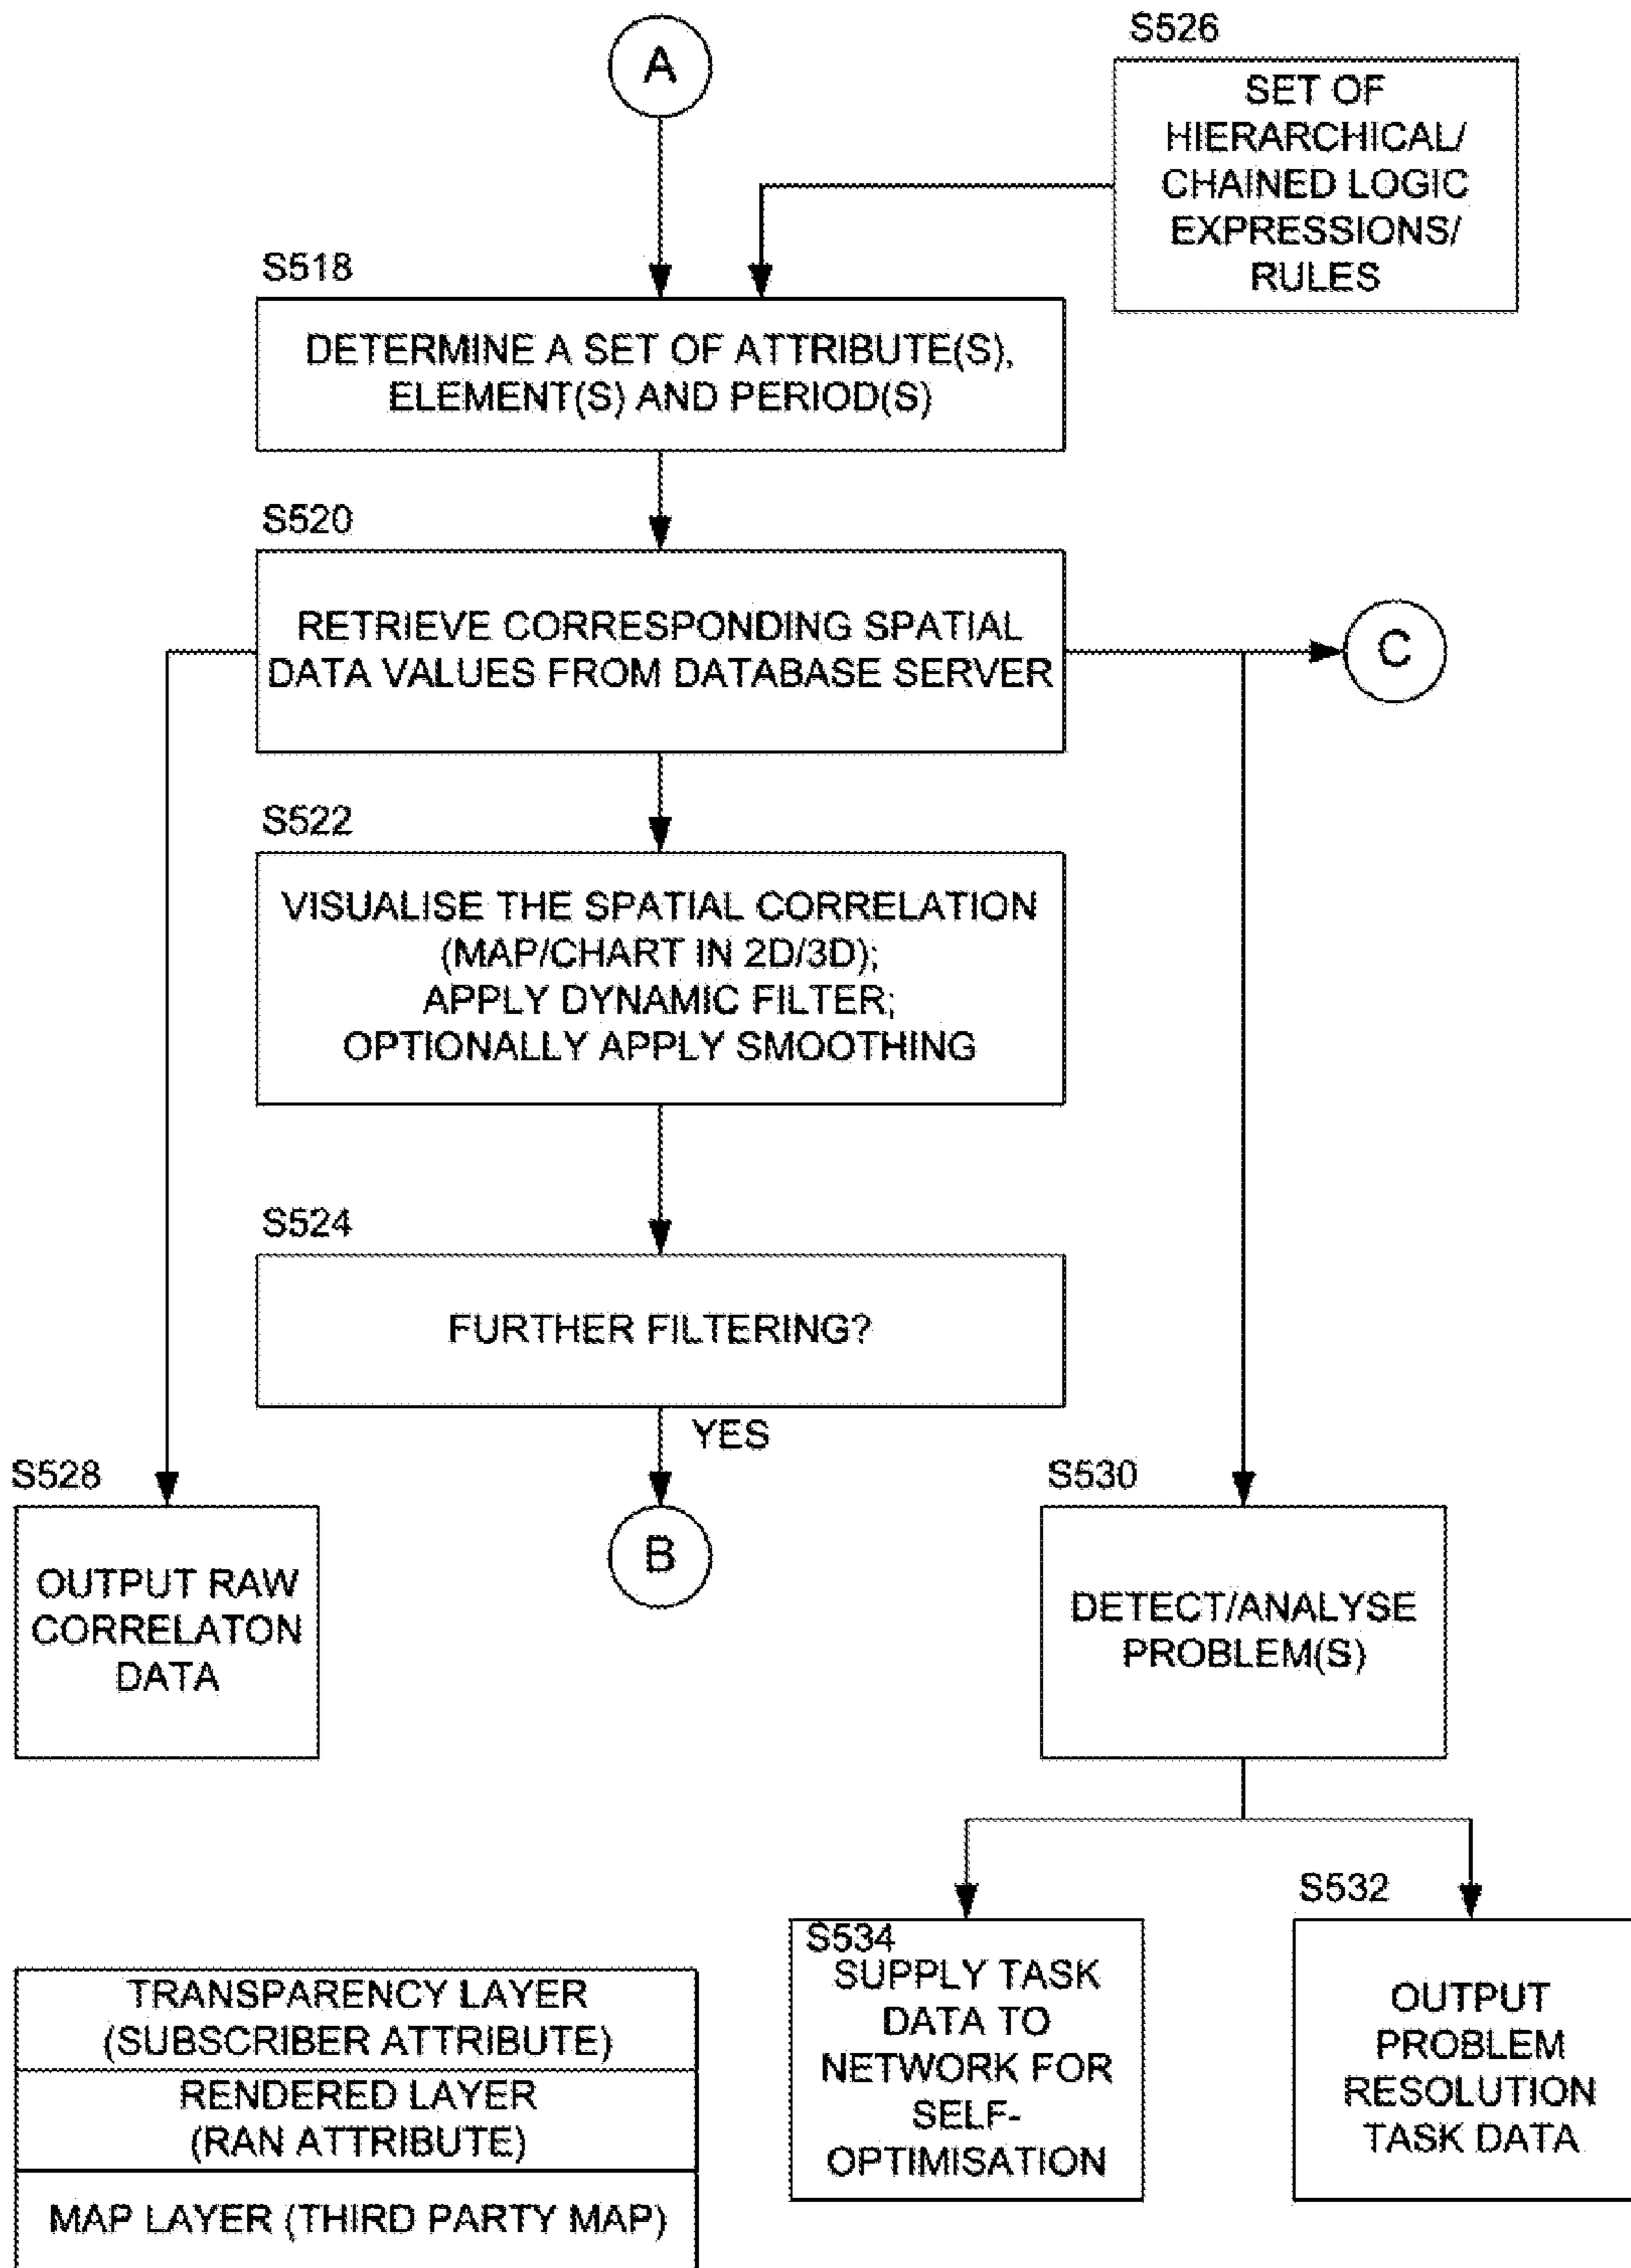 A
S526
SET OF
HIERARCHICAL/
CHAINED LOGIC
EXPRESSIONS/
RULES
S518
DETERMINE A SET OF ATTRIBUTE(S),
ELEMENT(S) AND PERIOD(S)
S520
RETRIEVE CORRESPONDING SPATIAL
DATA VALUES FROM DATABASE SERVER
C
S522
VISUALISE THE SPATIAL CORRELATION
(MAP/CHART IN 2D/3D);
APPLY DYNAMIC FILTER;
OPTIONALLY APPLY SMOOTHING
S524
FURTHER FILTERING?
YES
B
S528
OUTPUT RAW
CORRELATON
DATA
S530
DETECT/ANALYSE
PROBLEM(S)
S534
SUPPLY TASK
DATA TO
NETWORK FOR
SELF-
OPTIMISATION
S532
OUTPUT
PROBLEM
RESOLUTION
TASK DATA
TRANSPARENCY LAYER
(SUBSCRIBER ATTRIBUTE)
RENDERED LAYER
(RAN ATTRIBUTE)
MAP LAYER (THIRD PARTY MAP)